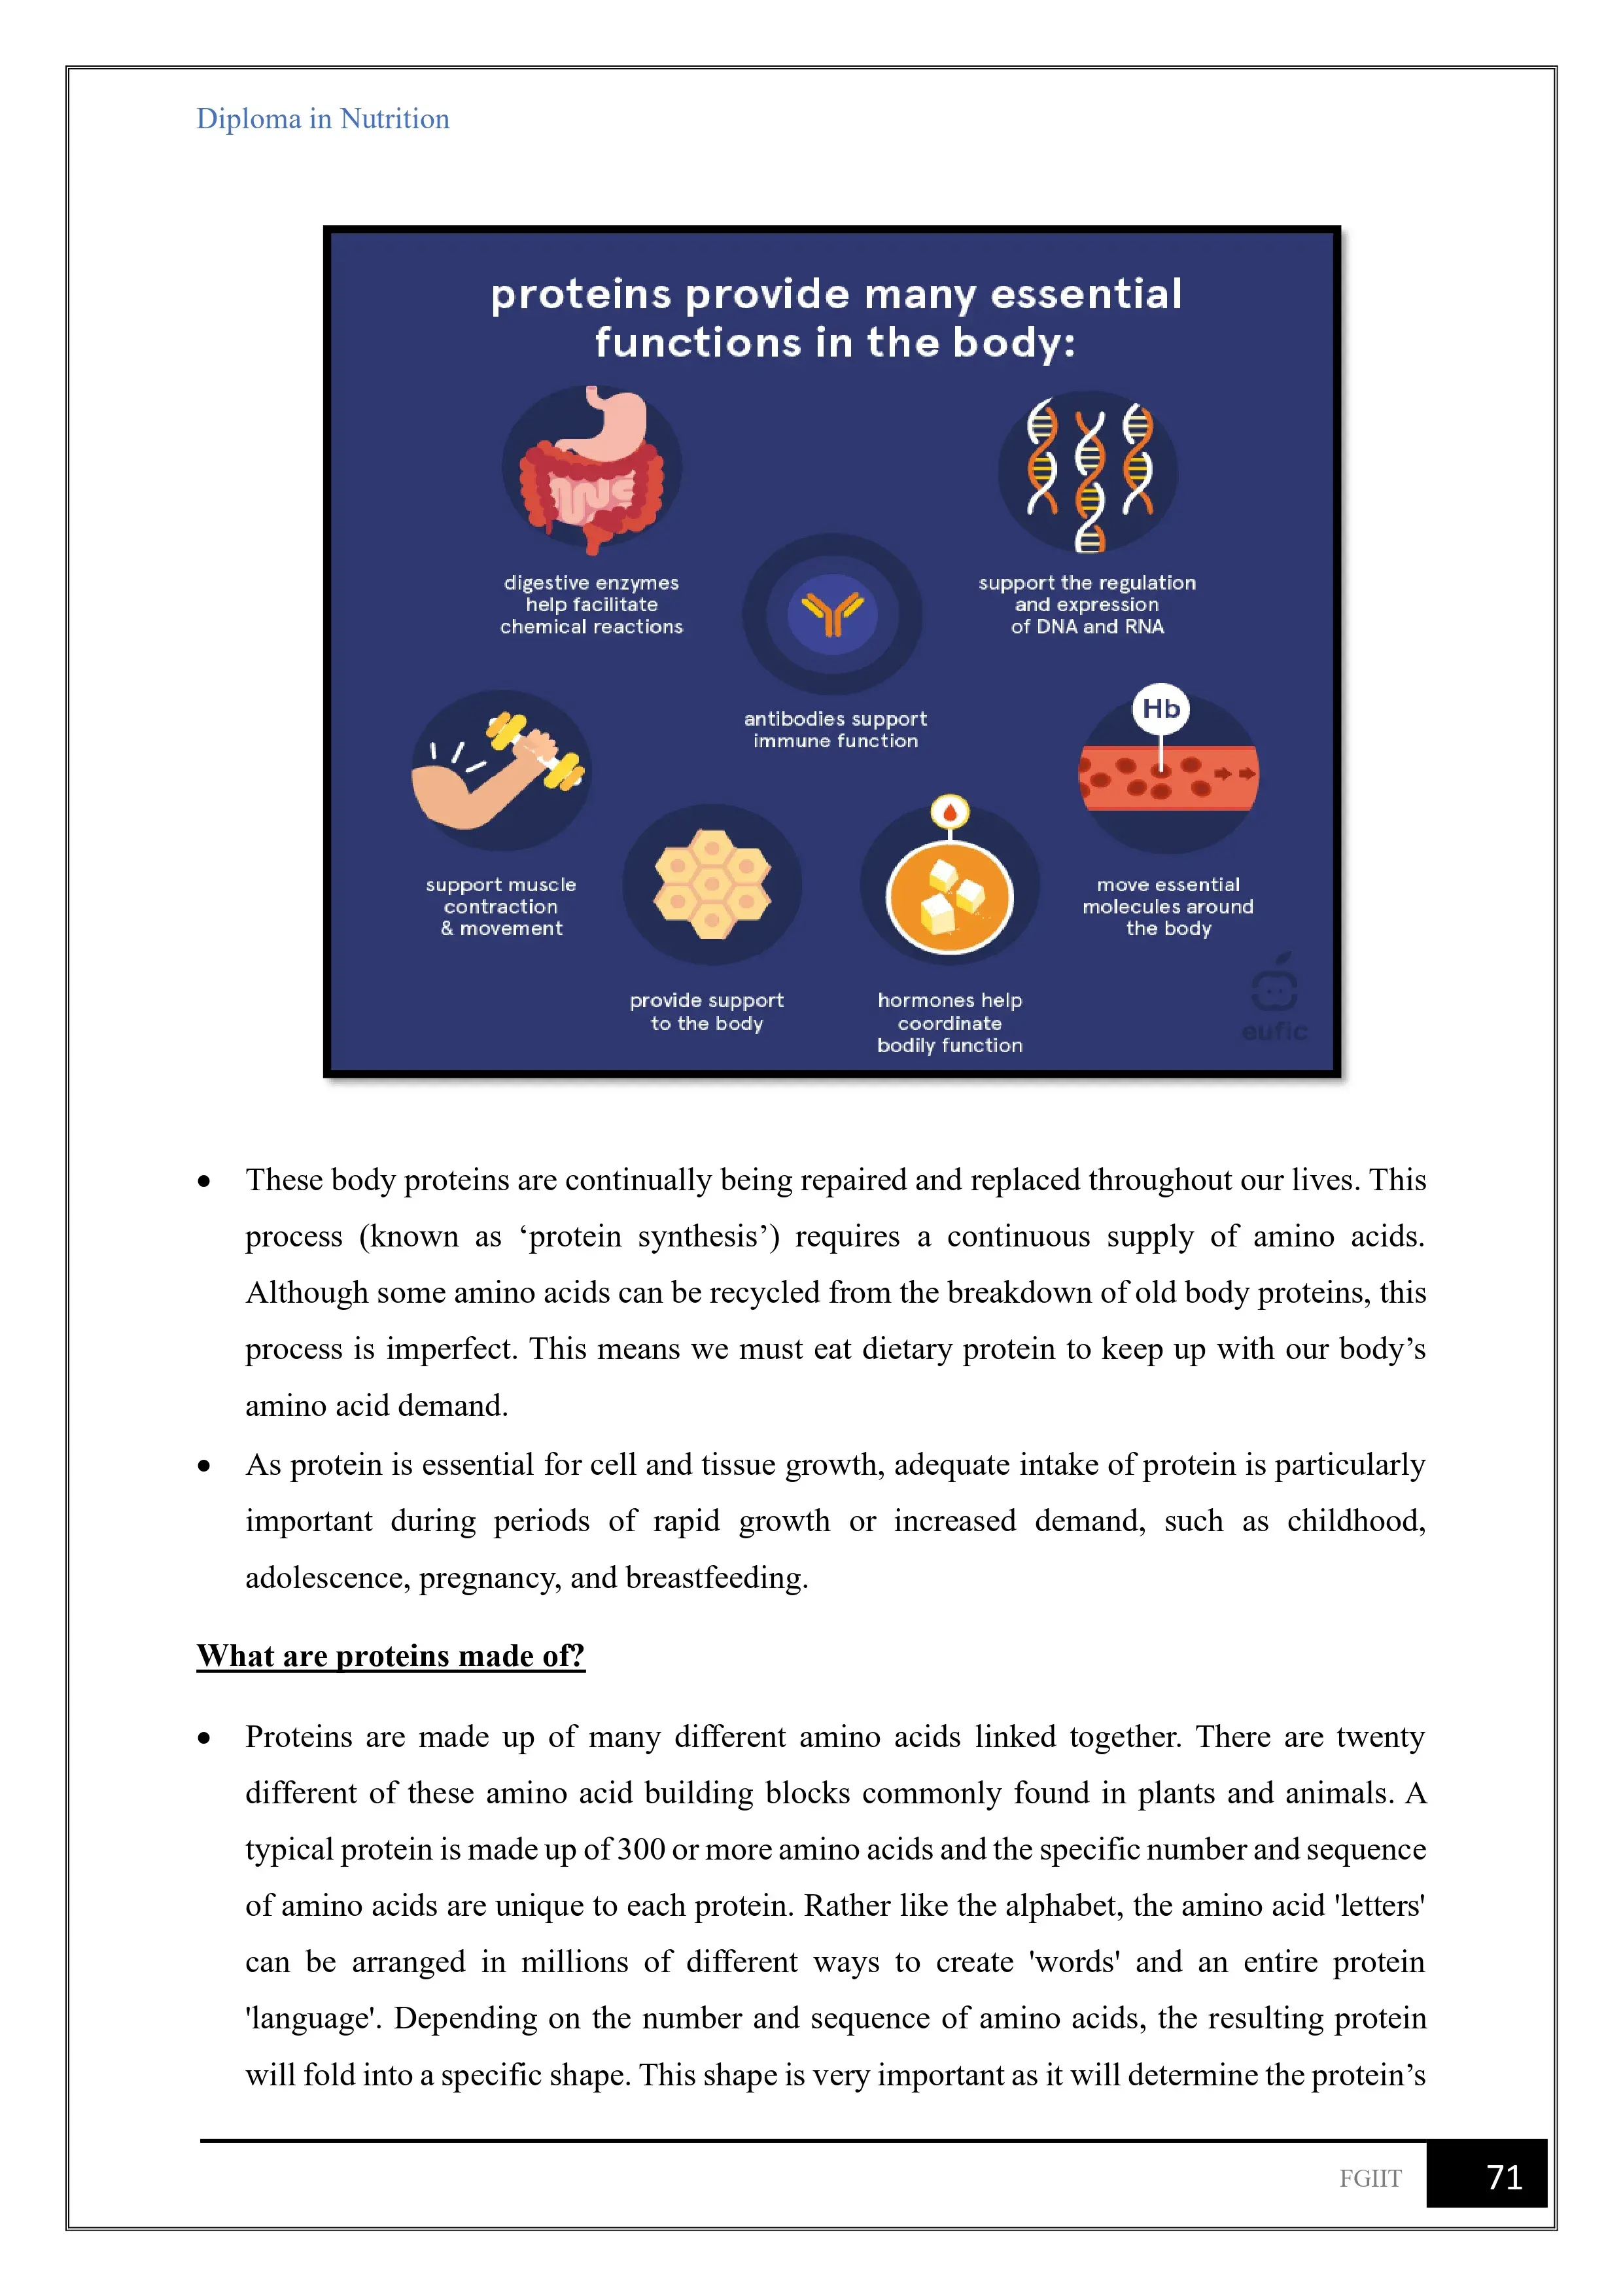 Diploma in Nutrition
proteins provide many essential
functions in the body:
digestive enzymes
help facilitate
chemical reactions
support the regulation
and expression
of DNA and RNA
antibodies support
immune function
Hb
support muscle
contraction
& movement
move essential
molecules around
the body
provide support
to the body
hormones help
coordinate
bodily function
eufic
• These body proteins are continually being repaired and replaced throughout our lives. This
process (known as ‘protein synthesis’) requires a continuous supply of amino acids.
Although some amino acids can be recycled from the breakdown of old body proteins, this
process is imperfect. This means we must eat dietary protein to keep up with our body’s
amino acid demand.
• As protein is essential for cell and tissue growth, adequate intake of protein is particularly
important during periods of rapid growth or increased demand, such as childhood,
adolescence, pregnancy, and breastfeeding.
What are proteins made of?
• Proteins are made up of many different amino acids linked together. There are twenty
different of these amino acid building blocks commonly found in plants and animals. A
typical protein is made up of 300 or more amino acids and the specific number and sequence
of amino acids are unique to each protein. Rather like the alphabet, the amino acid 'letters'
can be arranged in millions of different ways to create 'words' and an entire protein
'language'. Depending on the number and sequence of amino acids, the resulting protein
will fold into a specific shape. This shape is very important as it will determine the protein’s
FGIIT
71